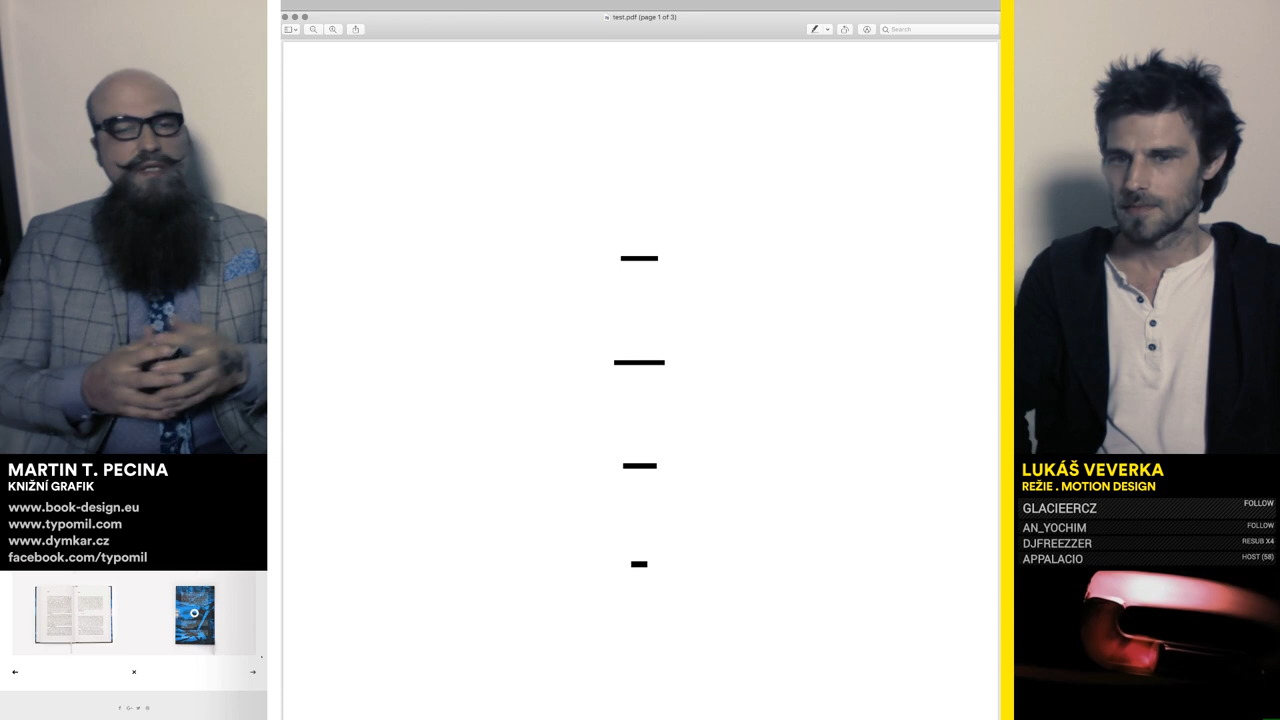 test.pdf (page 1 of 3)
Search
MARTIN T. PECINA
KNIŽNÍ GRAFIK
www.book-design.eu
www.typomil.com
www.dymkar.cz
facebook.com/typomil
LUKÁŠ VEVERKA
REŽIE . MOTION DESIGN
GLACIEERCZ FOLLOW
AN_YOCHIM FOLLOW
DJFREEZZER RESUB X4
APPALACIO HOST (58)